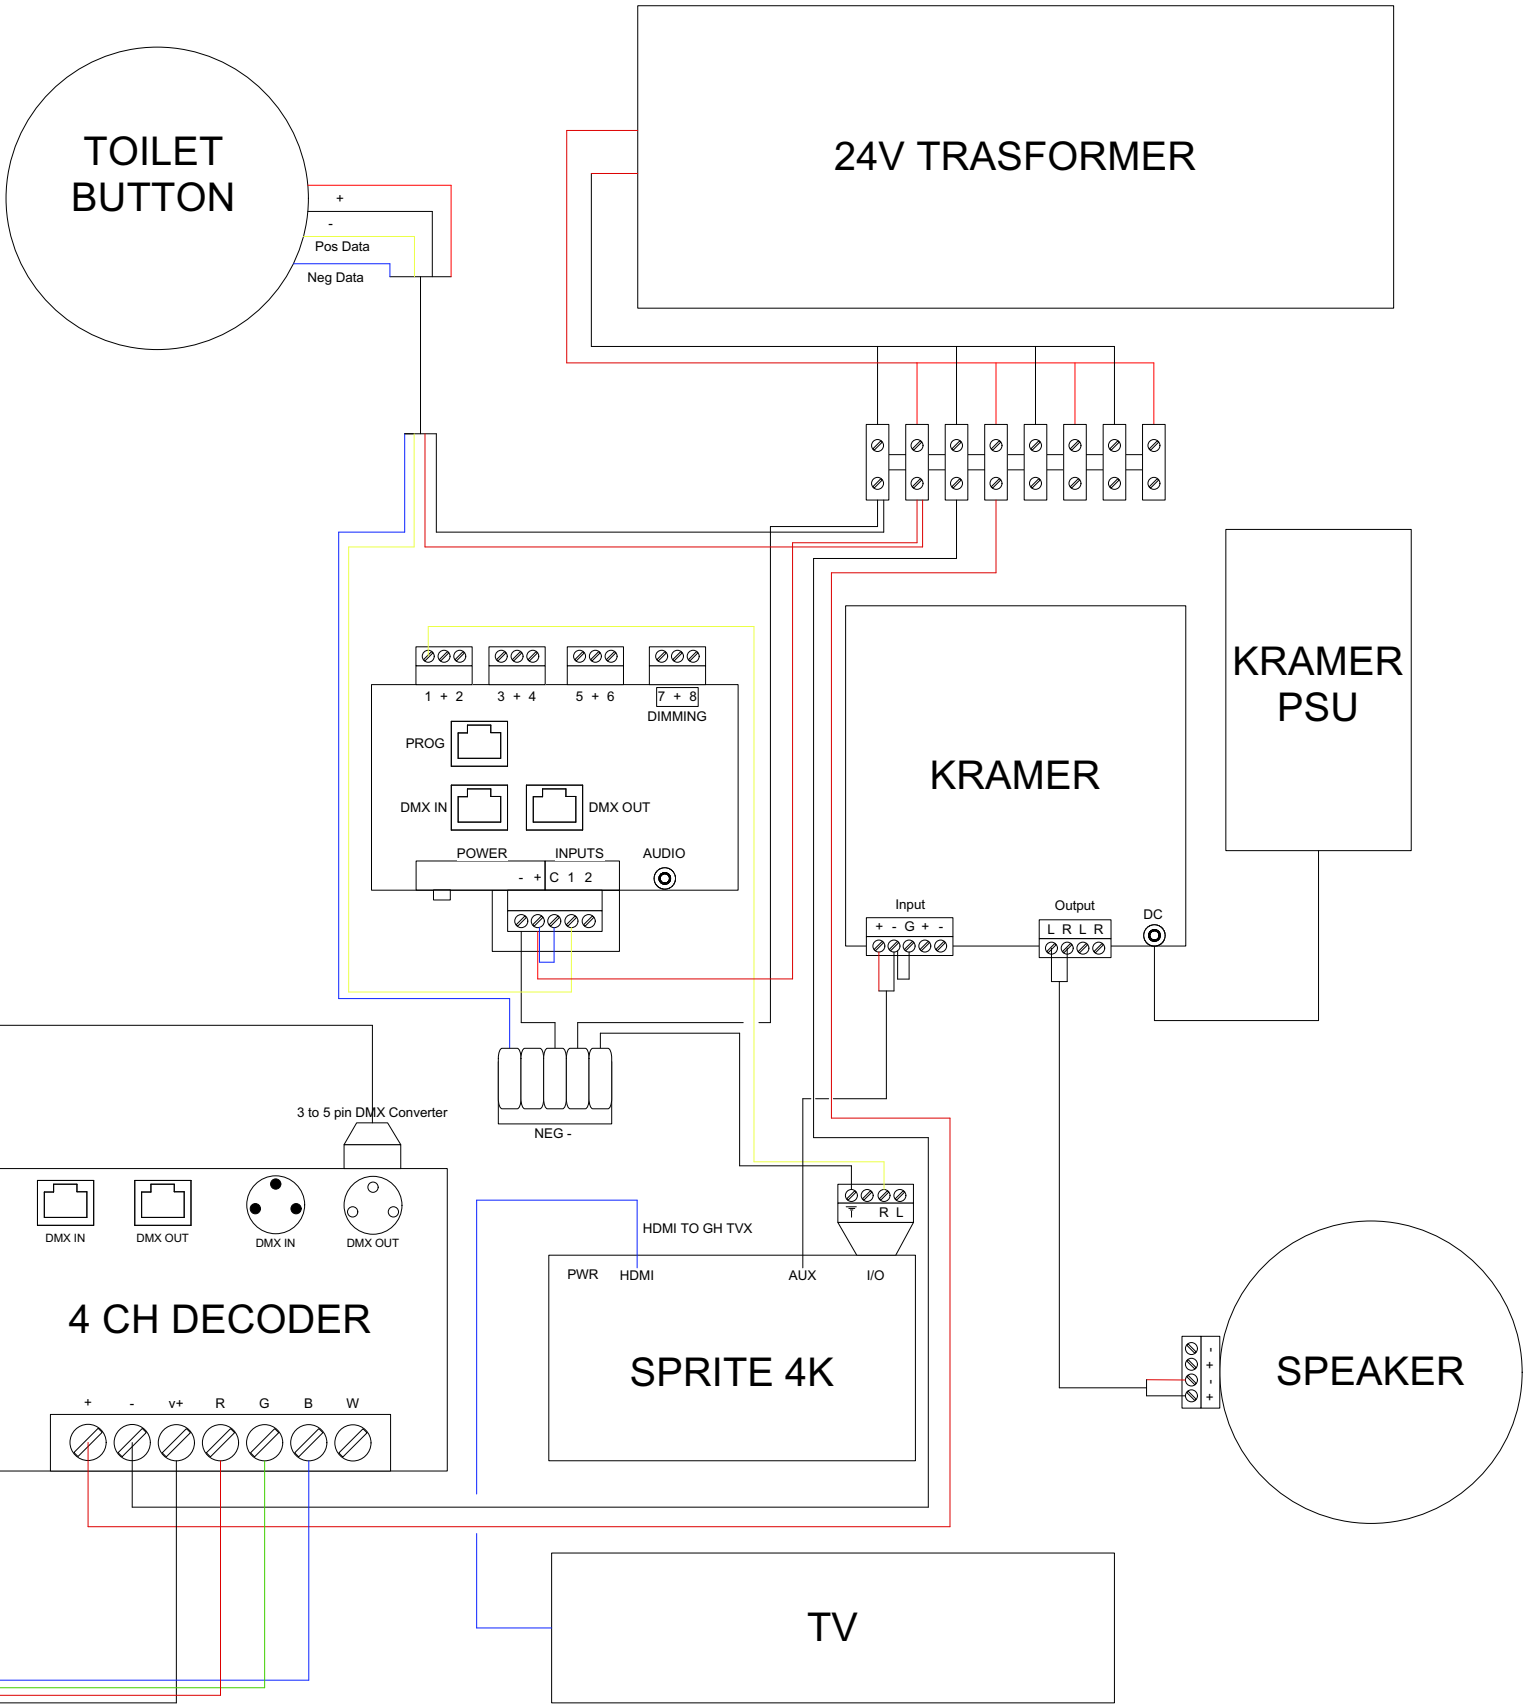 TOILET
BUTTON
+
-
Pos Data
Neg Data
24V TRASFORMER
1 + 2
3 + 4
5 + 6
7 + 8
DIMMING
PROG
DMX IN
DMX OUT
POWER
INPUTS
AUDIO
- + C 1 2
KRAMER
Input
+ - G + -
Output
L R L R
DC
KRAMER
PSU
NEG -
3 to 5 pin DMX Converter
DMX IN
DMX OUT
DMX IN
DMX OUT
4 CH DECODER
+ - v+ R G B W
HDMI TO GH TVX
R L
PWR
HDMI
AUX
I/O
SPRITE 4K
-
+
-
+
SPEAKER
TV